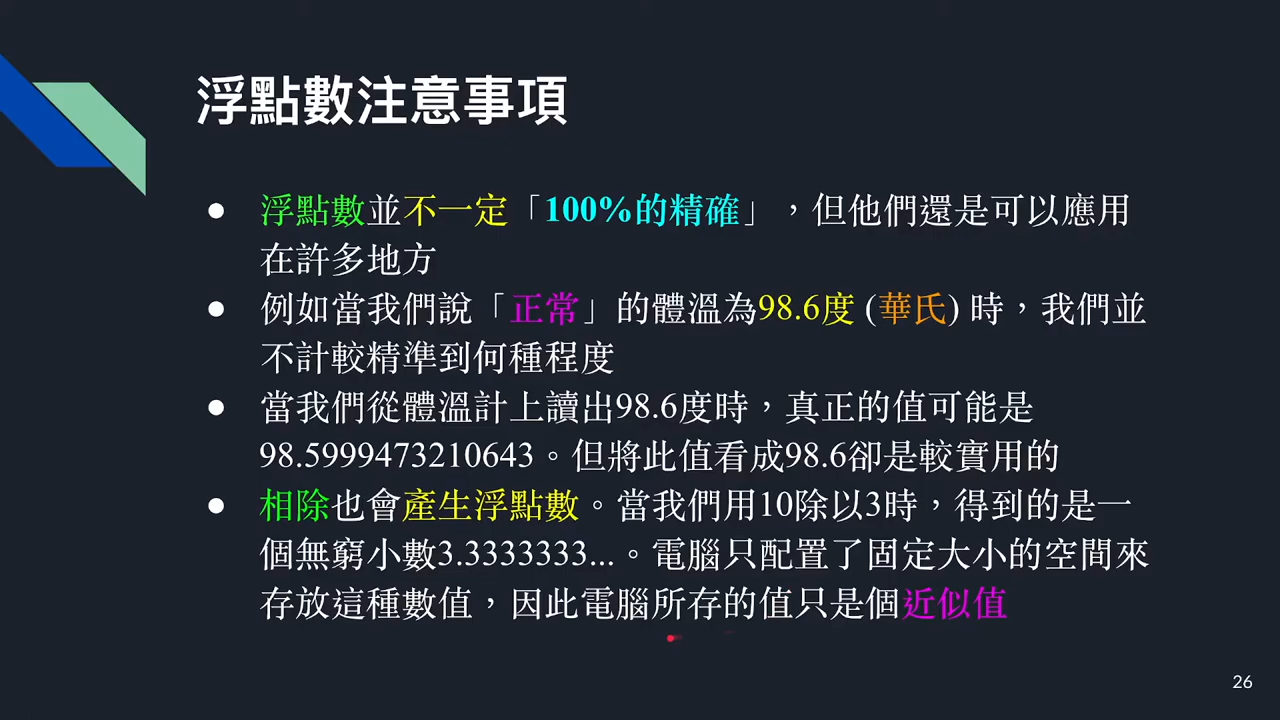 浮點數注意事項
● 浮點數並不一定「100%的精確」，但他們還是可以應用
在許多地方
● 例如當我們說「正常」的體溫為98.6度 (華氏) 時，我們並
不計較精準到何種程度
● 當我們從體溫計上讀出98.6度時，真正的值可能是
98.5999473210643。但將此值看成98.6卻是較實用的
● 相除也會產生浮點數。當我們用10除以3時，得到的是一
個無窮小數3.3333333...。電腦只配置了固定大小的空間來
存放這種數值，因此電腦所存的值只是個近似值
26